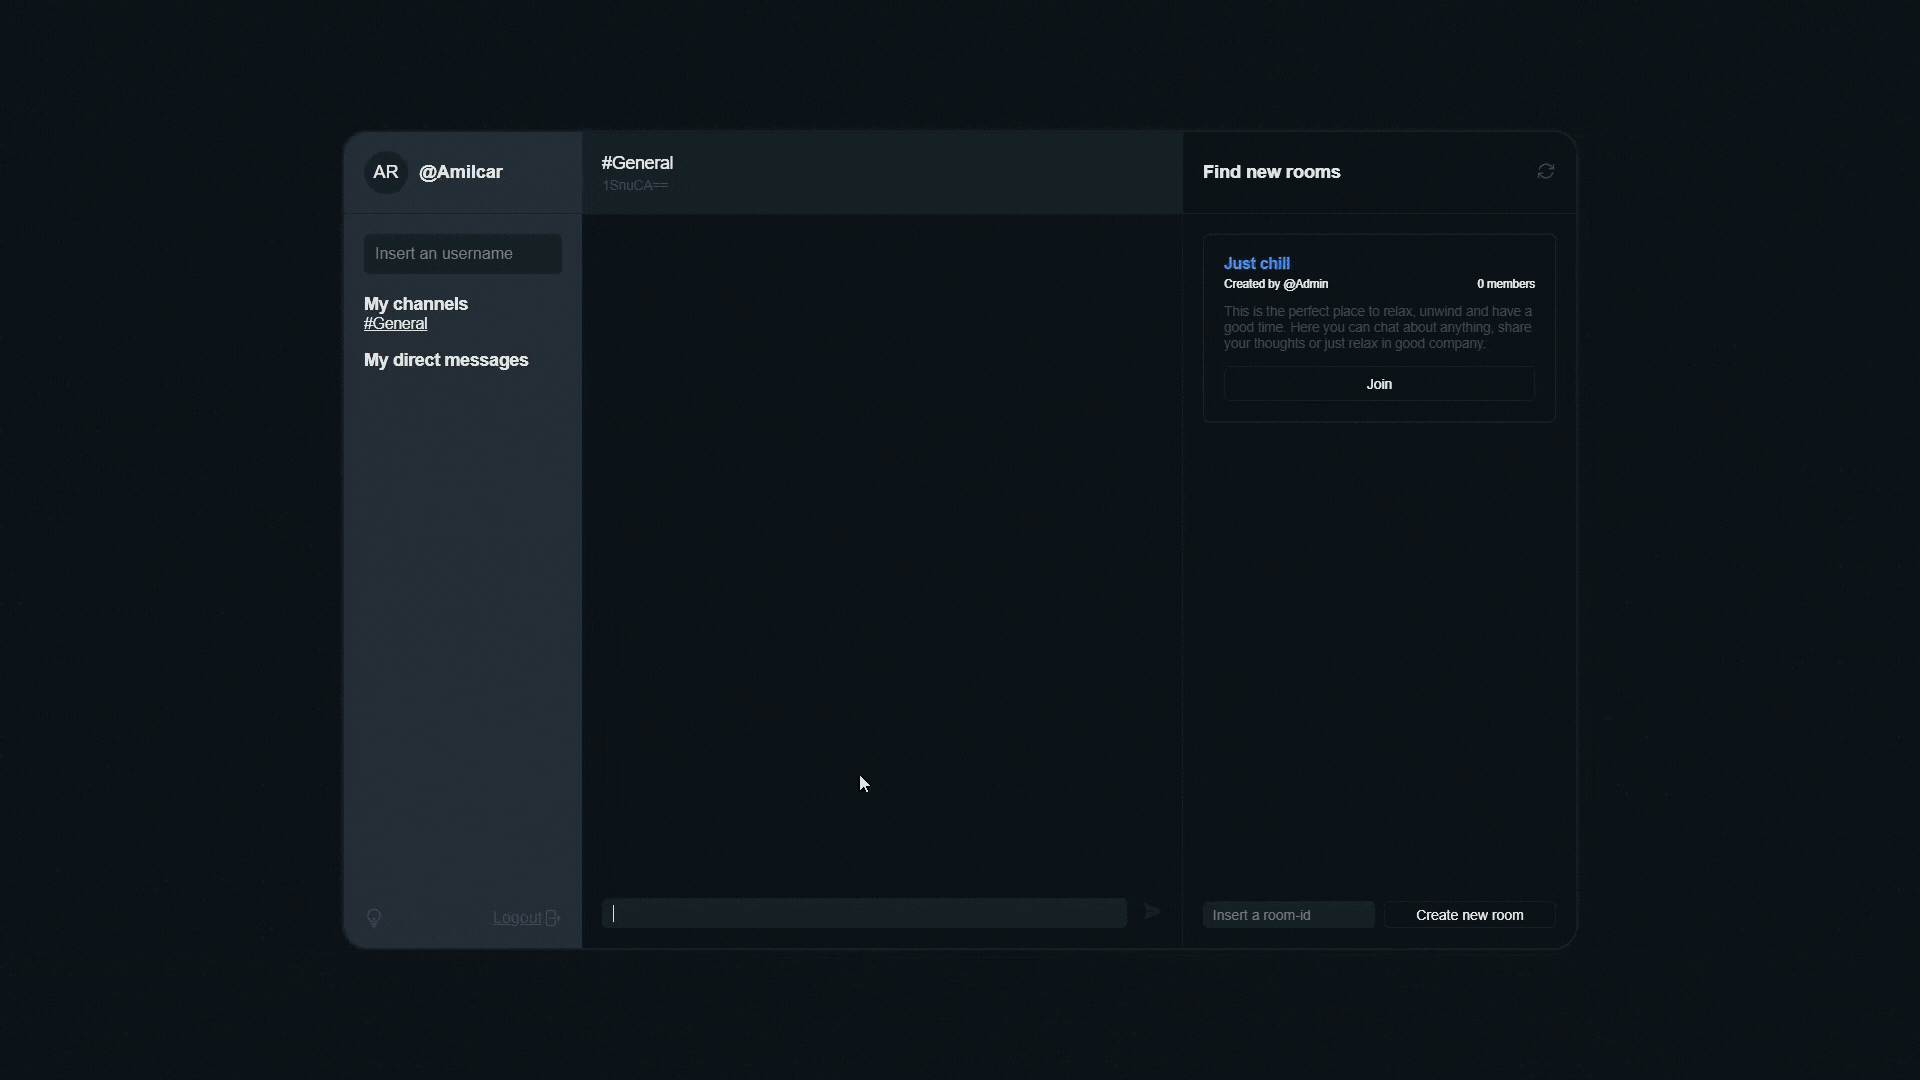 AR @Amilcar
Insert an username
My channels
#General
My direct messages
Logout
#General
1SnuCA==
Find new rooms
Just chill
Created by @Admin 0 members
This is the perfect place to relax, unwind and have a
good time. Here you can chat about anything, share
your thoughts or just relax in good company.
Join
Insert a room-id Create new room